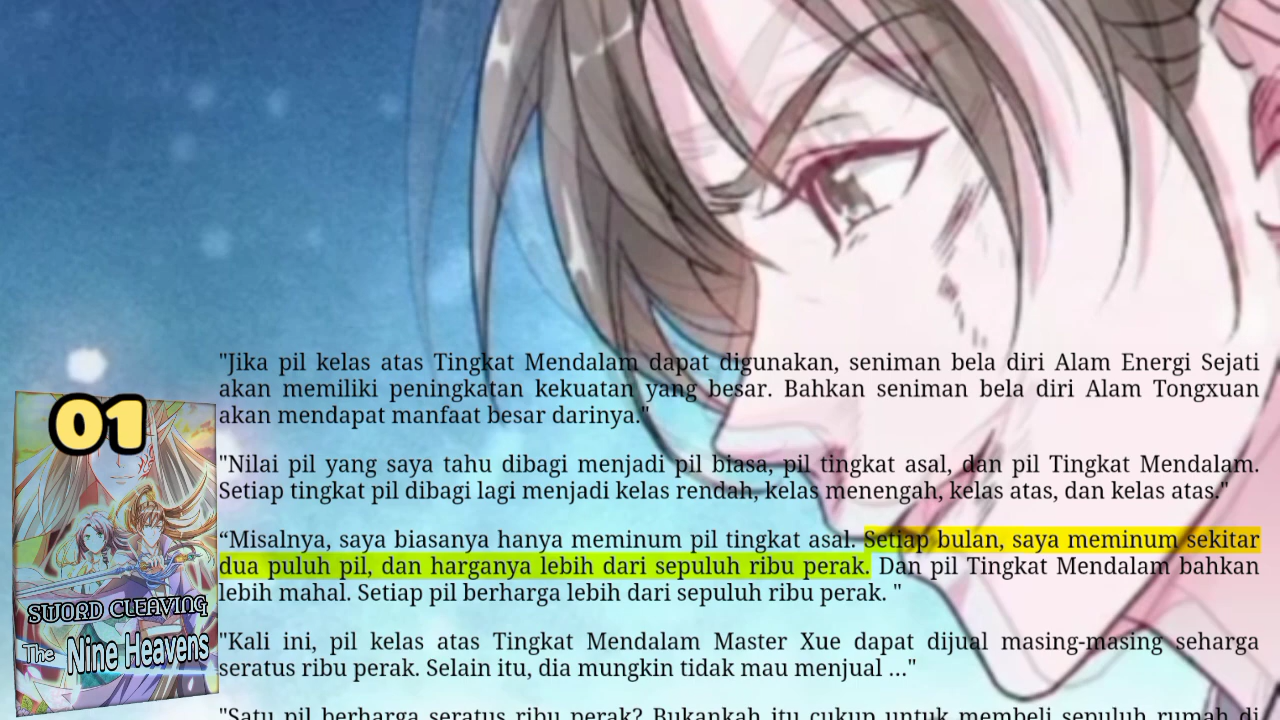 "Jika pil kelas atas Tingkat Mendalam dapat digunakan, seniman bela diri Alam Energi Sejati
akan memiliki peningkatan kekuatan yang besar. Bahkan seniman bela diri Alam Tongxuan
akan mendapat manfaat besar darinya."
"Nilai pil yang saya tahu dibagi menjadi pil biasa, pil tingkat asal, dan pil Tingkat Mendalam.
Setiap tingkat pil dibagi lagi menjadi kelas rendah, kelas menengah, kelas atas, dan kelas atas."
“Misalnya, saya biasanya hanya meminum pil tingkat asal. Setiap bulan, saya meminum sekitar
dua puluh pil, dan harganya lebih dari sepuluh ribu perak. Dan pil Tingkat Mendalam bahkan
lebih mahal. Setiap pil berharga lebih dari sepuluh ribu perak. "
"Kali ini, pil kelas atas Tingkat Mendalam Master Xue dapat dijual masing-masing seharga
seratus ribu perak. Selain itu, dia mungkin tidak mau menjual ..."
"Satu pil berharga seratus ribu perak? Bukankah itu cukup untuk membeli sepuluh rumah di
01
SWORD CLEAVING
The Nine Heavens